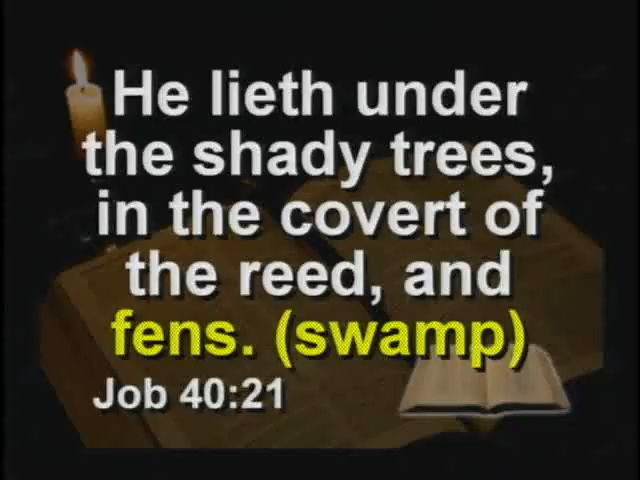 He lieth under
the shady trees,
in the covert of
the reed, and
fens. (swamp)
Job 40:21